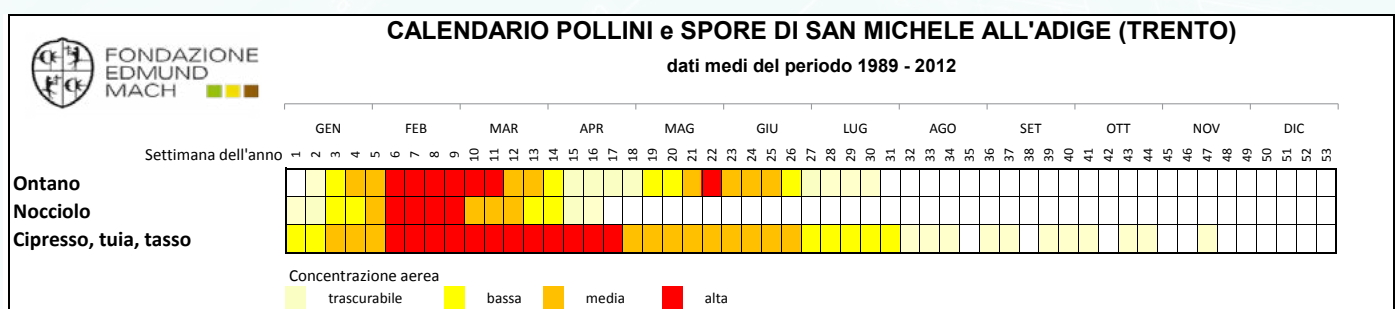 CALENDARIO POLLINI e SPORE DI SAN MICHELE ALL'ADIGE (TRENTO)
FONDAZIONE
EDMUND
MACH
dati medi del periodo 1989 - 2012
GEN FEB MAR APR MAG GIU LUG AGO SET OTT NOV DIC
Settimana dell'anno 1 2 3 4 5 6 7 8 9 10 11 12 13 14 15 16 17 18 19 20 21 22 23 24 25 26 27 28 29 30 31 32 33 34 35 36 37 38 39 40 41 42 43 44 45 46 47 48 49 50 51 52 53
Ontano
Nocciolo
Cipresso, tuia, tasso
Concentrazione aerea
trascurabile bassa media alta